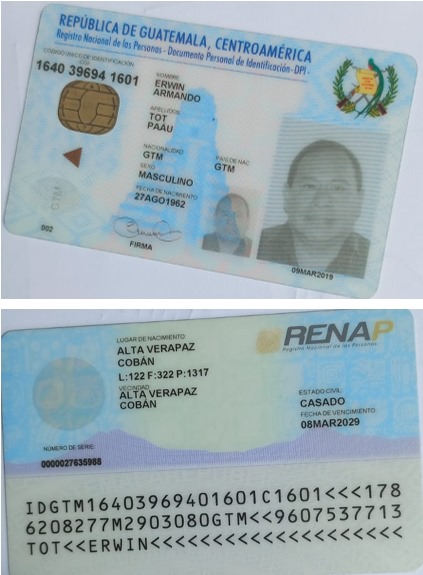 REPÚBLICA DE GUATEMALA, CENTROAMÉRICA
Registro Nacional de las Personas - Documento Personal de Identificación - DPI -
CÓDIGO ÚNICO DE IDENTIFICACIÓN
CUI
1640 39694 1601
NOMBRE
ERWIN
ARMANDO
APELLIDOS
TOT
PAÁU
NACIONALIDAD
GTM
PAÍS DE NAC
GTM
SEXO
MASCULINO
FECHA DE NACIMIENTO
27AGO1962
GTM
002
FIRMA
09MAR2019
LUGAR DE NACIMIENTO
ALTA VERAPAZ
COBÁN
L:122 F:322 P:1317
VECINDAD
ALTA VERAPAZ
COBÁN
NÚMERO DE SERIE:
0000027635988
RENAP
Registro Nacional de las Personas
ESTADO CIVIL
CASADO
FECHA DE VENCIMIENTO
08MAR2029
IDGTM16403969401601C1601<<<178
6208277M2903080GTM<<9607537713
TOT<<ERWIN<<<<<<<<<<<<<<<<<<<<